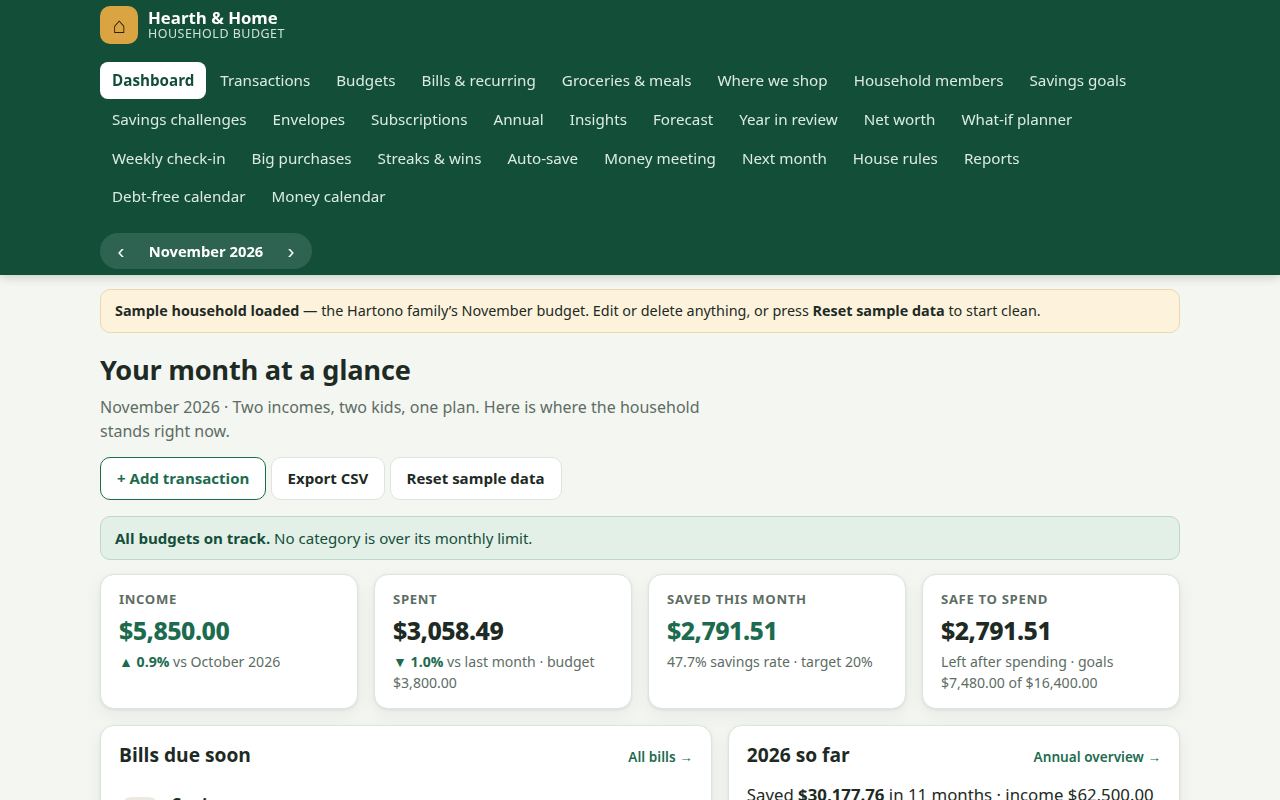 Hearth & Home
HOUSEHOLD BUDGET
Dashboard Transactions Budgets Bills & recurring Groceries & meals Where we shop Household members Savings goals
Savings challenges Envelopes Subscriptions Annual Insights Forecast Year in review Net worth What-if planner
Weekly check-in Big purchases Streaks & wins Auto-save Money meeting Next month House rules Reports
Debt-free calendar Money calendar
‹ November 2026 ›
Sample household loaded — the Hartono family’s November budget. Edit or delete anything, or press Reset sample data to start clean.
Your month at a glance
November 2026 · Two incomes, two kids, one plan. Here is where the household
stands right now.
+ Add transaction Export CSV Reset sample data
All budgets on track. No category is over its monthly limit.
INCOME
$5,850.00
▲ 0.9% vs October 2026
SPENT
$3,058.49
▼ 1.0% vs last month · budget
$3,800.00
SAVED THIS MONTH
$2,791.51
47.7% savings rate · target 20%
SAFE TO SPEND
$2,791.51
Left after spending · goals
$7,480.00 of $16,400.00
Bills due soon All bills →
2026 so far Annual overview →
Saved $30,177.76 in 11 months · income $62,500.00